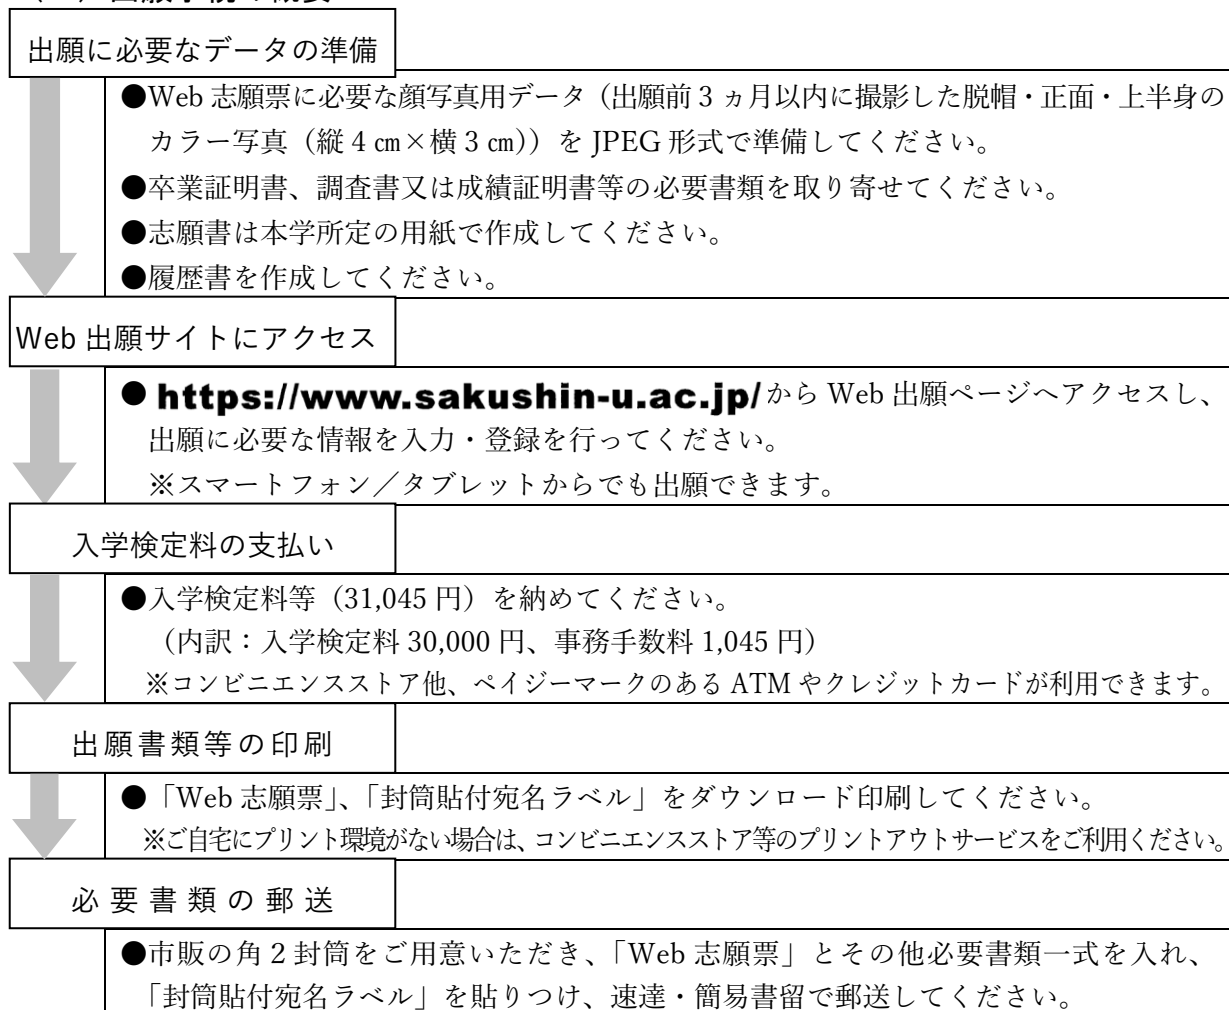 出願に必要なデータの準備
●Web 志願票に必要な顔写真用データ（出願前３ヵ月以内に撮影した脱帽・正面・上半身の
カラー写真（縦４㎝×横３㎝））を JPEG 形式で準備してください。
●卒業証明書、調査書又は成績証明書等の必要書類を取り寄せてください。
●志願書は本学所定の用紙で作成してください。
●履歴書を作成してください。
Web 出願サイトにアクセス
● https://www.sakushin-u.ac.jp/から Web 出願ページへアクセスし、
出願に必要な情報を入力・登録を行ってください。
※スマートフォン／タブレットからでも出願できます。
入学検定料の支払い
●入学検定料等（31,045 円）を納めてください。
（内訳：入学検定料 30,000 円、事務手数料 1,045 円）
※コンビニエンスストア他、ペイジーマークのある ATM やクレジットカードが利用できます。
出願書類等の印刷
●「Web 志願票」、「封筒貼付宛名ラベル」をダウンロード印刷してください。
※ご自宅にプリント環境がない場合は、コンビニエンスストア等のプリントアウトサービスをご利用ください。
必要書類の郵送
●市販の角２封筒をご用意いただき、「Web 志願票」とその他必要書類一式を入れ、
「封筒貼付宛名ラベル」を貼りつけ、速達・簡易書留で郵送してください。